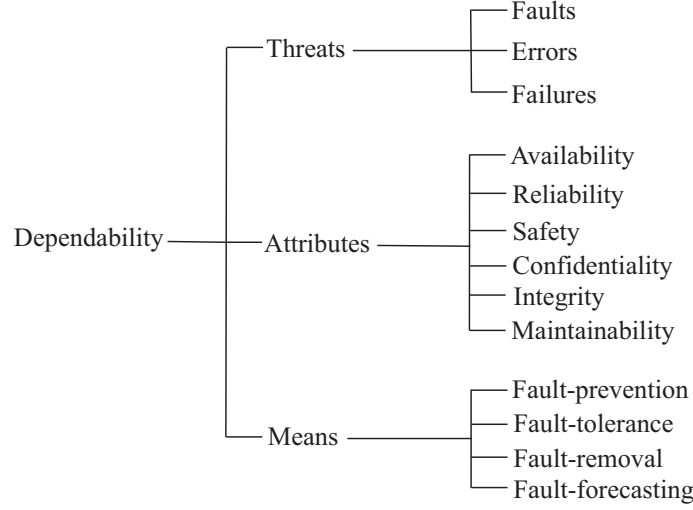 Dependability
Threats
Faults
Errors
Failures
Attributes
Availability
Reliability
Safety
Confidentiality
Integrity
Maintainability
Means
Fault-prevention
Fault-tolerance
Fault-removal
Fault-forecasting